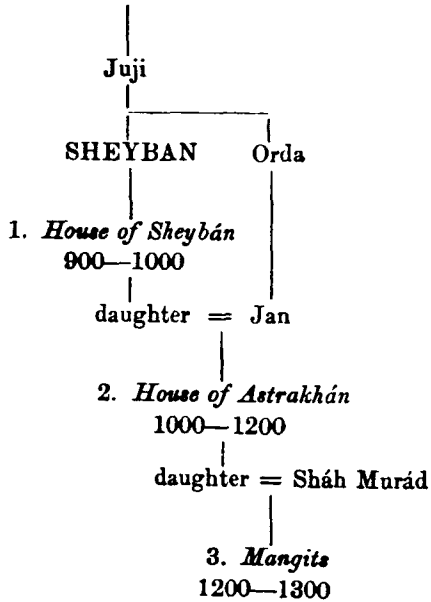 Juji
SHEYBAN Orda
1. House of Sheybán
900—1000
daughter = Jan
2. House of Astrakhán
1000—1200
daughter = Sháh Murád
3. Mangits
1200—1300